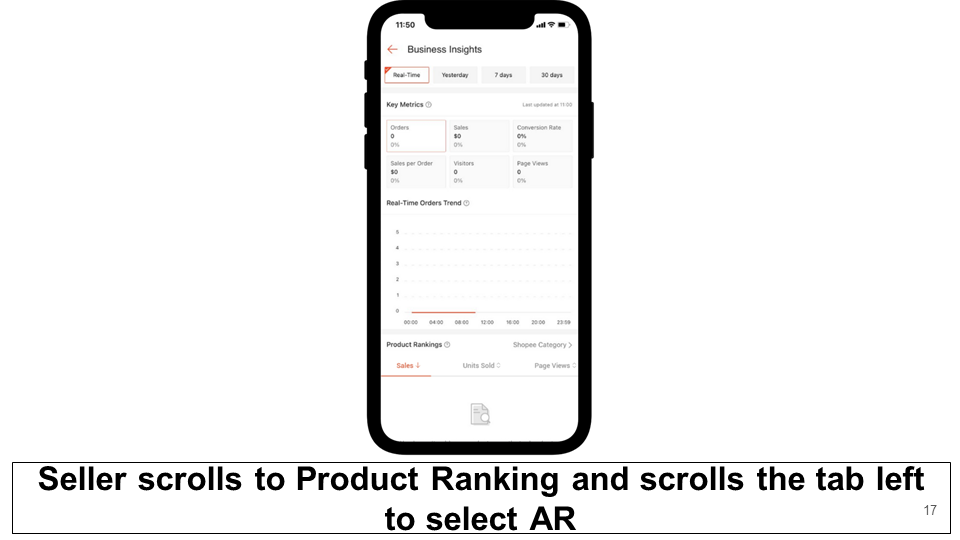 11:50
Business Insights
Real-Time Yesterday 7 days 30 days
Key Metrics Last updated at 11:00
Orders Sales Conversion Rate
0 $0 0%
0% 0% 0%
Sales per Order Visitors Page Views
$0 0 0
0% 0% 0%
Real-Time Orders Trend
5
4
3
2
1
0
00:00 04:00 08:00 12:00 16:00 20:00 23:59
Product Rankings Shopee Category
Sales Units Sold Page Views
Seller scrolls to Product Ranking and scrolls the tab left
to select AR
17